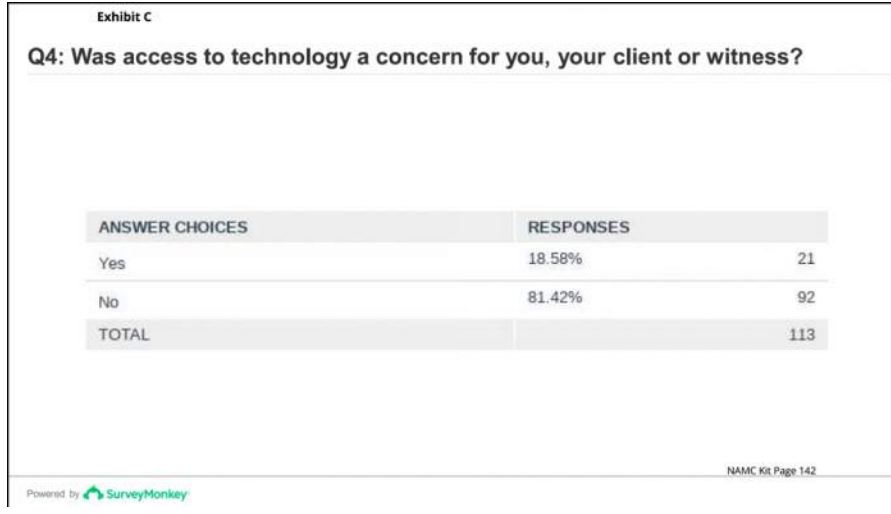 Exhibit C
Q4: Was access to technology a concern for you, your client or witness?
ANSWER CHOICES RESPONSES
Yes 18.58% 21
No 81.42% 92
TOTAL 113
NAMC Kit Page 142
Powered by SurveyMonkey